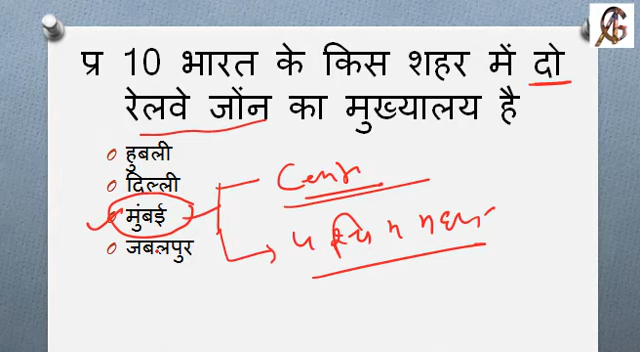 प्र 10 भारत के किस शहर में दो
रेलवे जोंन का मुख्यालय है
हुबली
दिल्ली
मुंबई
जबलपुर